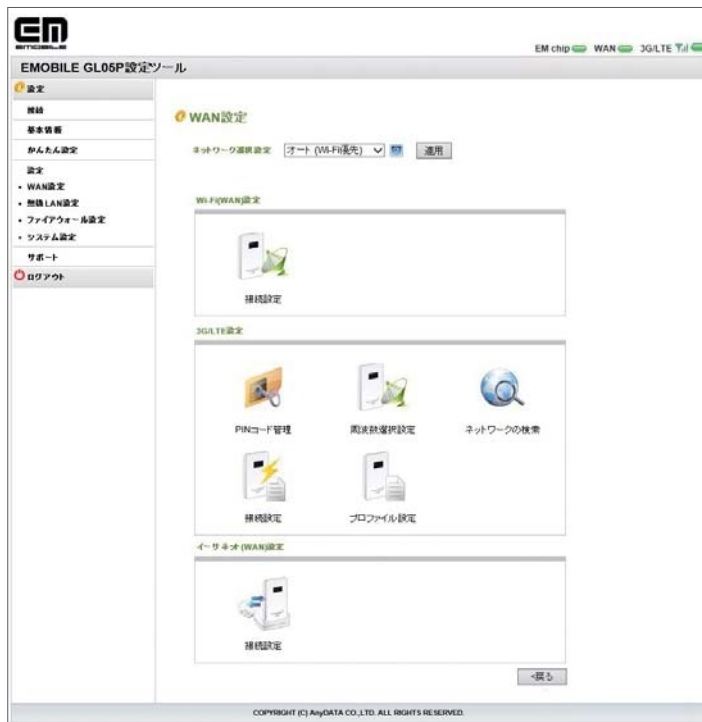 EM
EMOBILE
EM chip WAN 3G/LTE
EMOBILE GL05P設定ツール
設定
接続
基本情報
かんたん設定
設定
・ WAN設定
・ 無線LAN設定
・ ファイアウォール設定
・ システム設定
サポート
ログアウト
WAN設定
ネットワーク選択設定 オート (Wi-Fi優先) 適用
Wi-Fi(WAN)設定
接続設定
3G/LTE設定
PINコード管理 周波数選択設定 ネットワークの検索
接続設定 プロファイル設定
イーサネット(WAN)設定
接続設定
<戻る
COPYRIGHT (C) AnyDATA CO.,LTD. ALL RIGHTS RESERVED.